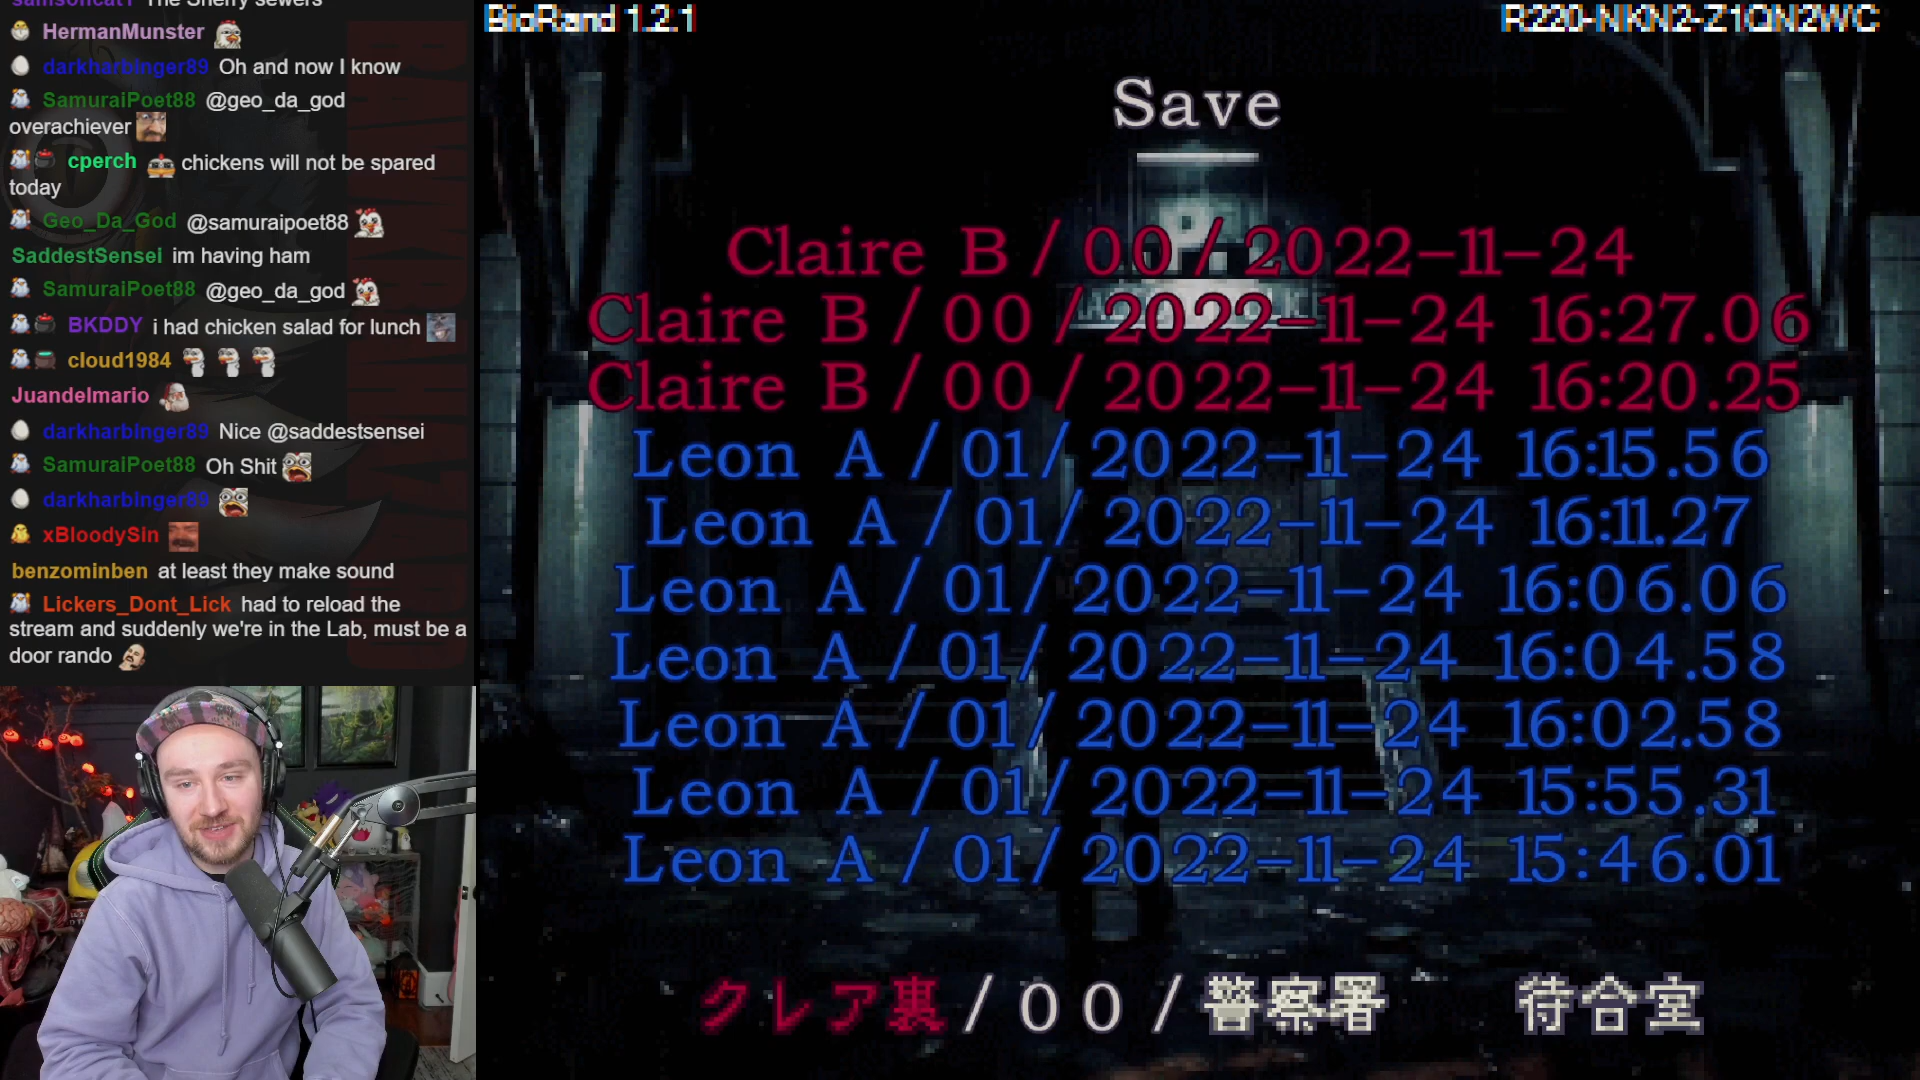 samsoncat1 The Sherry sewers
HermanMunster
darkharbinger89 Oh and now I know
SamuraiPoet88 @geo_da_god
overachiever
cperch chickens will not be spared
today
Geo_Da_God @samuraipoet88
SaddestSensei im having ham
SamuraiPoet88 @geo_da_god
BKDDY i had chicken salad for lunch
cloud1984
Juandelmario
darkharbinger89 Nice @saddestsensei
SamuraiPoet88 Oh Shit
darkharbinger89
xBloodySin
benzominben at least they make sound
Lickers_Dont_Lick had to reload the
stream and suddenly we're in the Lab, must be a
door rando
BioRand 1.2.1
R220-NKN2-Z1QN2WC
Save
Claire B / 00 / 2022-11-24
Claire B / 00 / 2022-11-24 16:27.06
Claire B / 00 / 2022-11-24 16:20.25
Leon A / 01/ 2022-11-24 16:15.56
Leon A / 01/ 2022-11-24 16:11.27
Leon A / 01/ 2022-11-24 16:06.06
Leon A / 01/ 2022-11-24 16:04.58
Leon A / 01/ 2022-11-24 16:02.58
Leon A / 01/ 2022-11-24 15:55.31
Leon A / 01/ 2022-11-24 15:46.01
クレア裏/00/警察署 待合室